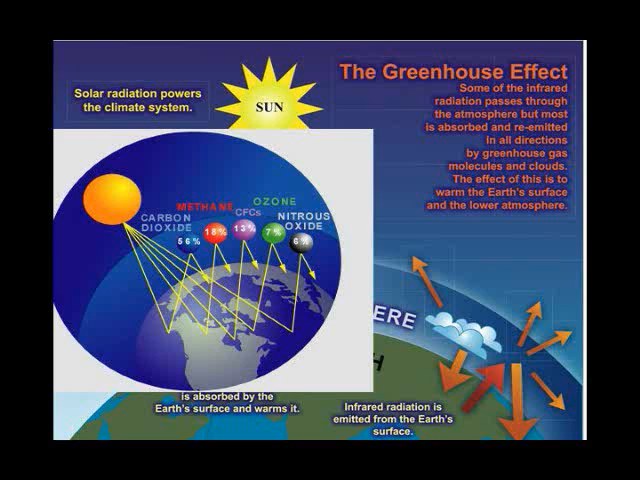 The Greenhouse Effect
Some of the infrared
radiation passes through
the atmosphere but most
is absorbed and re-emitted
in all directions
by greenhouse gas
molecules and clouds.
The effect of this is to
warm the Earth's surface
and the lower atmosphere.
Solar radiation powers
the climate system.
SUN
METHANE
OZONE
CARBON
DIOXIDE
CFCs
NITROUS
OXIDE
56%
18%
13%
7%
6%
ERE
H
is absorbed by the
Earth's surface and warms it.
Infrared radiation is
emitted from the Earth's
surface.